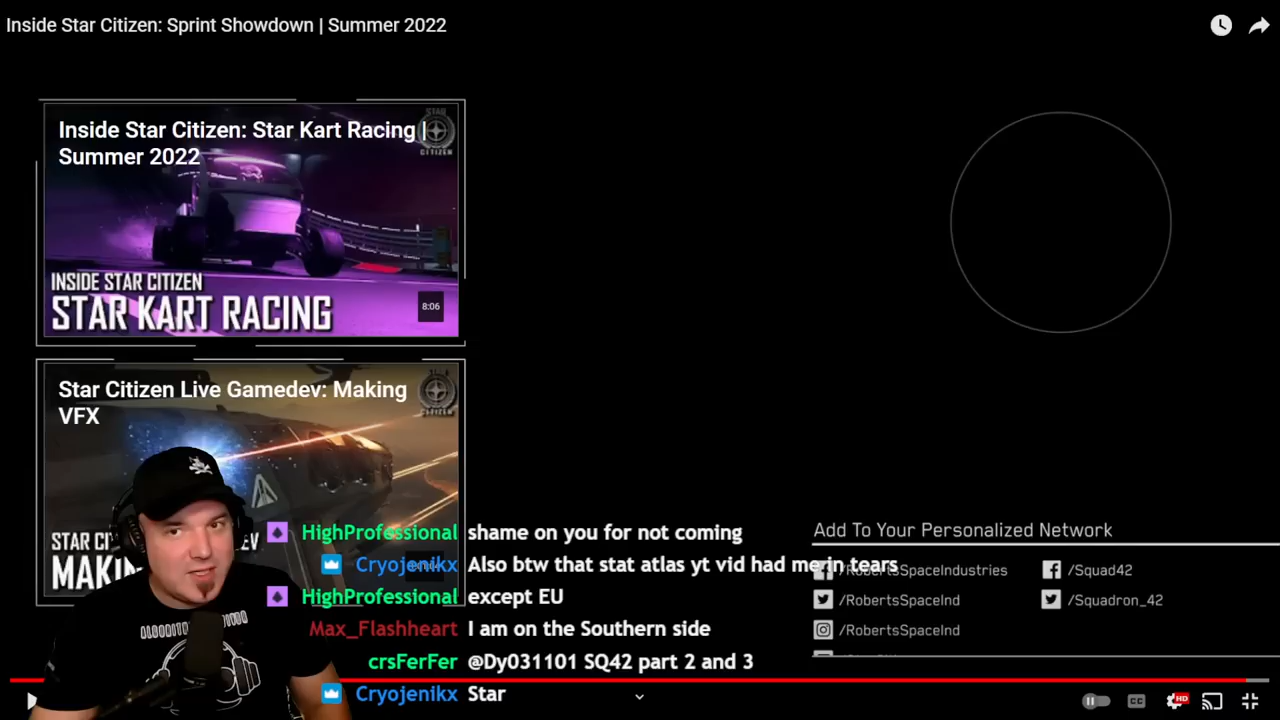 Inside Star Citizen: Sprint Showdown | Summer 2022
Inside Star Citizen: Star Kart Racing |
Summer 2022
STAR
CITIZEN
INSIDE STAR CITIZEN
STAR KART RACING
8:06
Star Citizen Live Gamedev: Making
VFX
HighProfessional shame on you for not coming
Cryojenikx Also btw that stat atlas yt vid had me in tears
HighProfessional except EU
Max_Flashheart I am on the Southern side
crsFerFer @Dy031101 SQ42 part 2 and 3
Cryojenikx Star
Add To Your Personalized Network
/RobertsSpaceIndustries
/Squad42
/RobertsSpaceInd
/Squadron_42
/RobertsSpaceInd
CC
HD